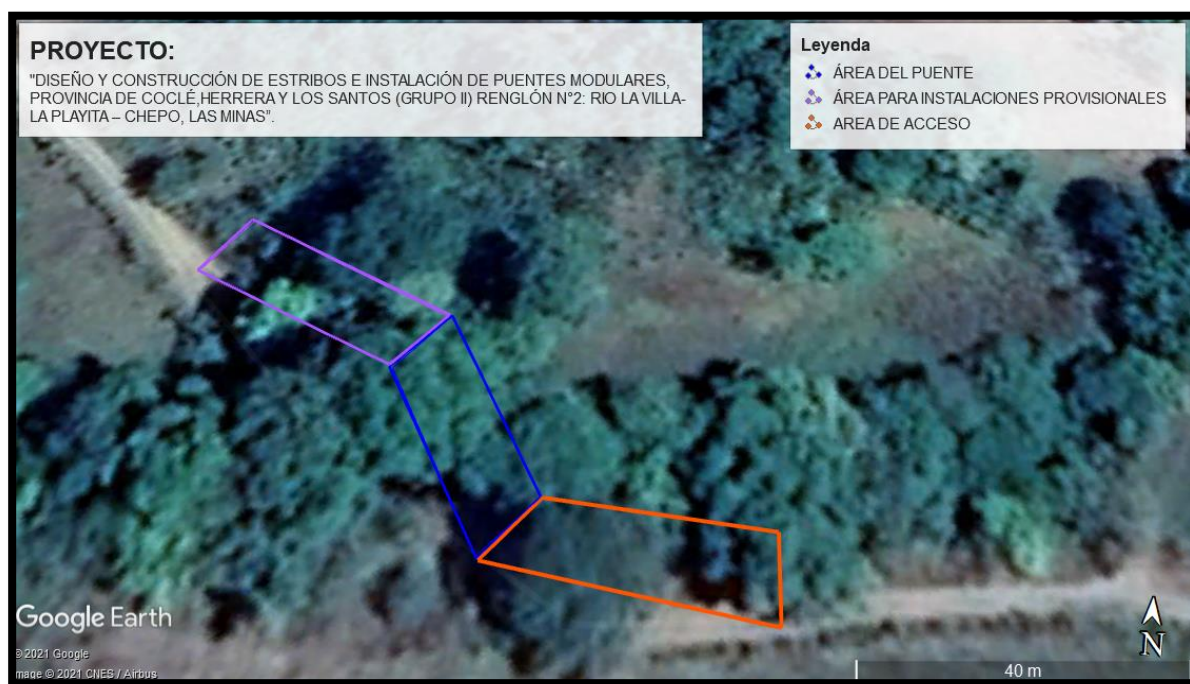 PROYECTO:
"DISEÑO Y CONSTRUCCIÓN DE ESTRIBOS E INSTALACIÓN DE PUENTES MODULARES,
PROVINCIA DE COCLÉ,HERRERA Y LOS SANTOS (GRUPO II) RENGLÓN N°2: RIO LA VILLA-
LA PLAYITA – CHEPO, LAS MINAS".
Leyenda
ÁREA DEL PUENTE
ÁREA PARA INSTALACIONES PROVISIONALES
AREA DE ACCESO
Google Earth
© 2021 Google
mage © 2021 CNES / Airbus
N
40 m